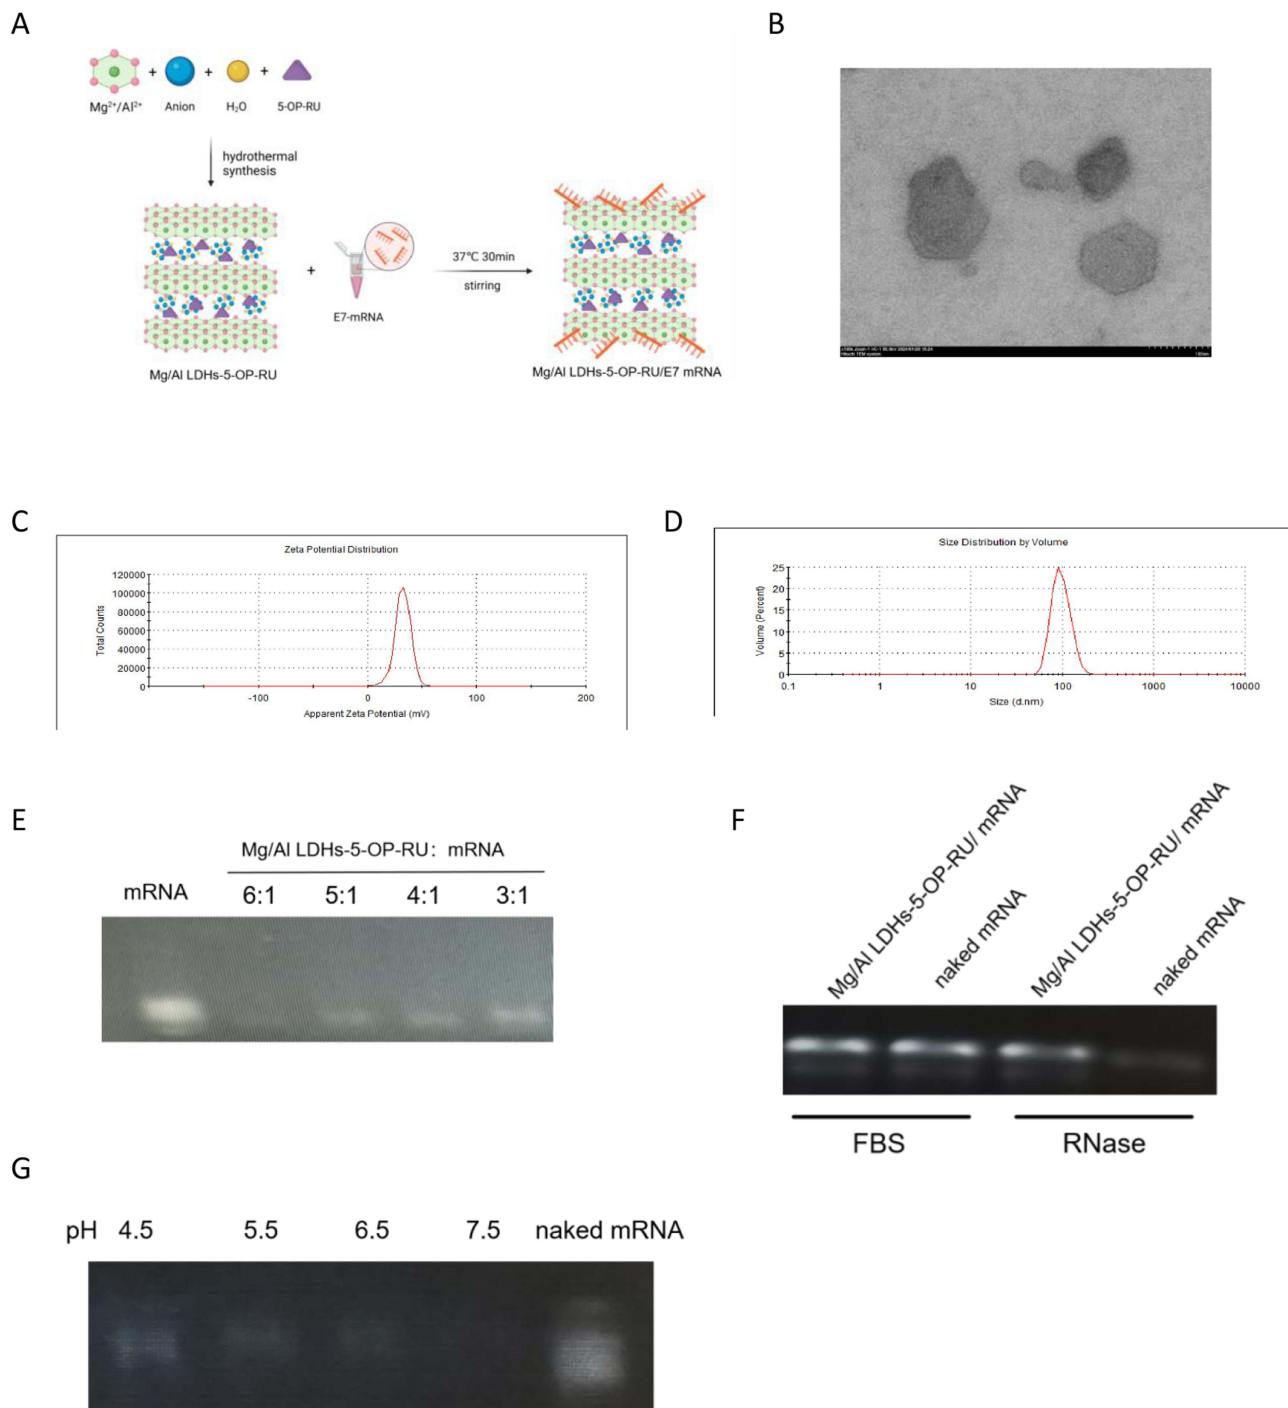 A
Mg²⁺/Al²⁺ + Anion + H₂O + 5-OP-RU
hydrothermal
synthesis
+
E7-mRNA
37℃ 30min
stirring
Mg/Al LDHs-5-OP-RU
Mg/Al LDHs-5-OP-RU/E7 mRNA
B
Hitachi TEM system
C
Zeta Potential Distribution
Total Counts
120000
100000
80000
60000
40000
20000
0
-100 0 100 200
Apparent Zeta Potential (mV)
D
Size Distribution by Volume
Volume (Percent)
25
20
15
10
5
0
0.1 1 10 100 1000 10000
Size (d.nm)
E
Mg/Al LDHs-5-OP-RU: mRNA
mRNA 6:1 5:1 4:1 3:1
F
Mg/Al LDHs-5-OP-RU/ mRNA
naked mRNA
Mg/Al LDHs-5-OP-RU/ mRNA
naked mRNA
FBS RNase
G
pH 4.5 5.5 6.5 7.5 naked mRNA